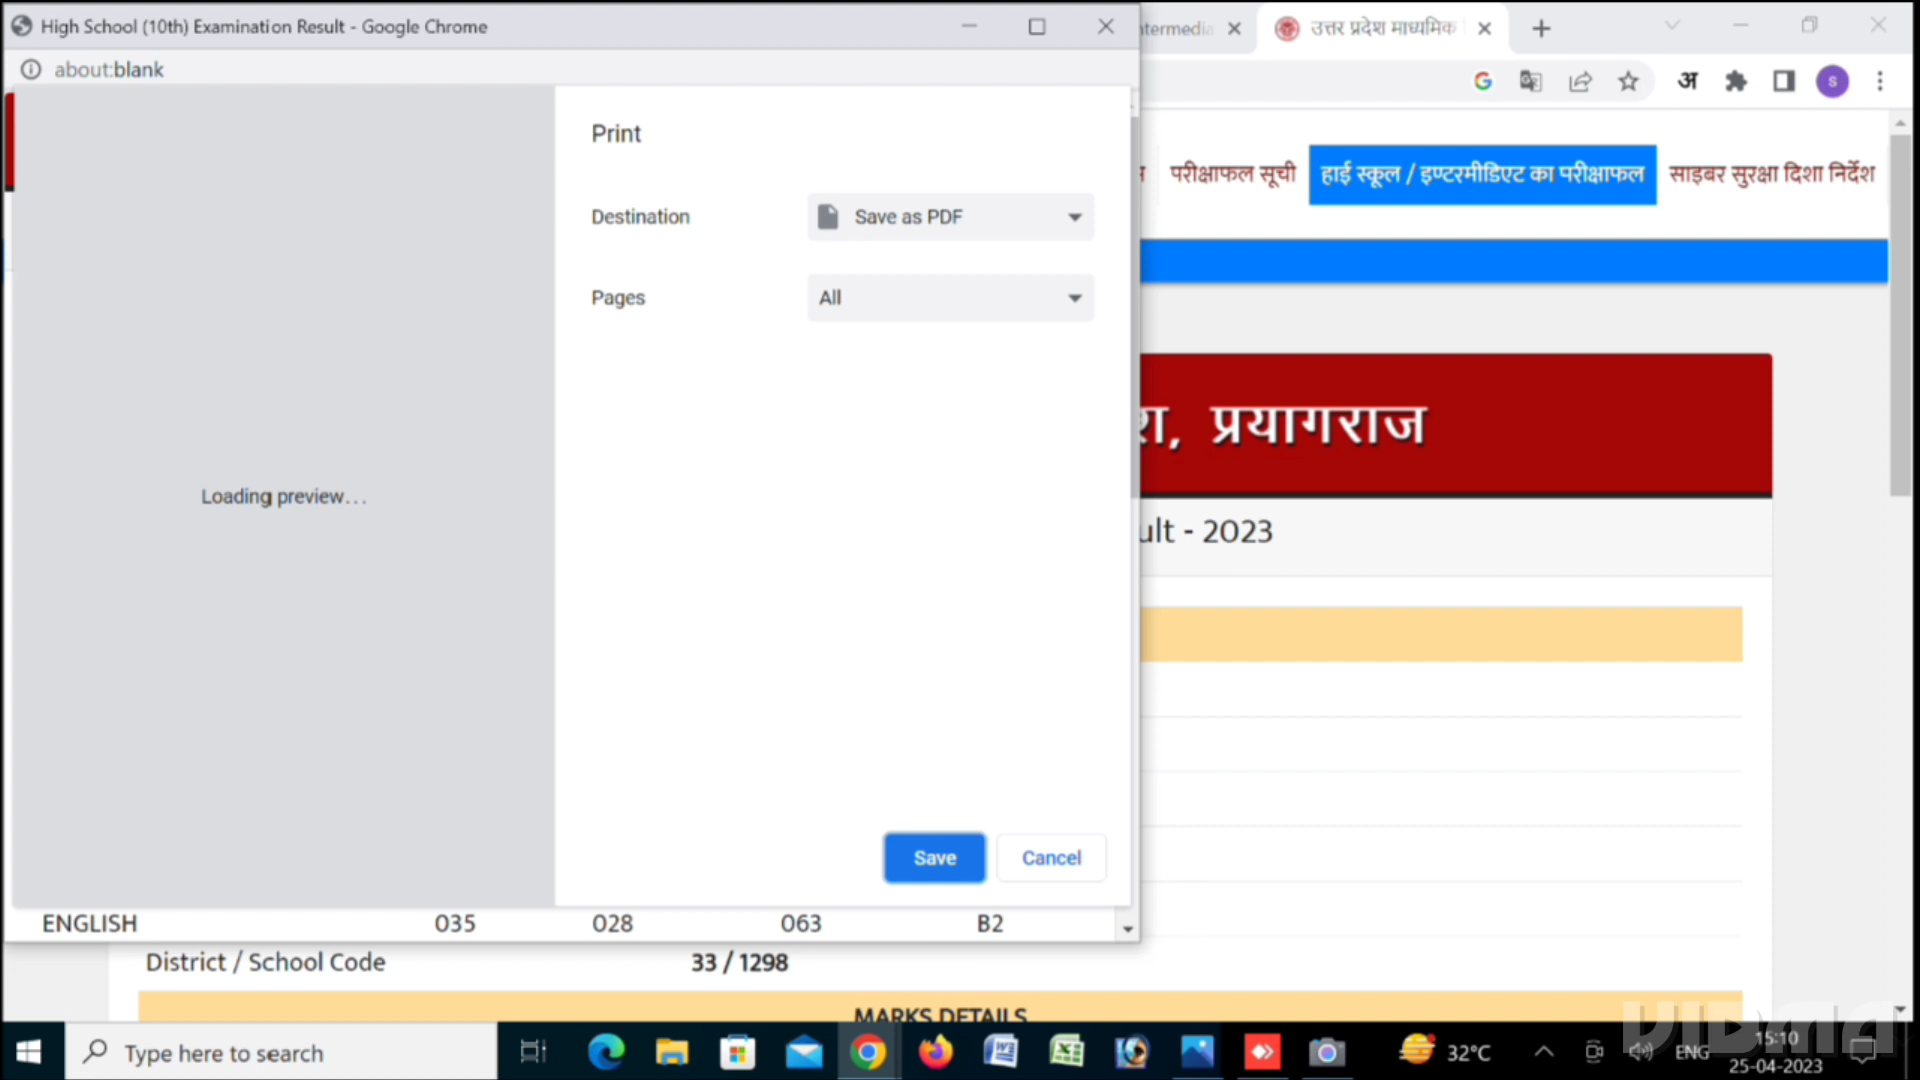 High School (10th) Examination Result - Google Chrome
about:blank
उत्तर प्रदेश माध्यमिक
Print
Destination
Save as PDF
Pages
All
Loading preview...
Save
Cancel
अ
s
परीक्षाफल सूची
हाई स्कूल / इण्टरमीडिएट का परीक्षाफल
साइबर सुरक्षा दिशा निर्देश
प्रयागराज
- 2023
ENGLISH 035 028 063 B2
District / School Code 33 / 1298
MARKS DETAILS
Type here to search
32°C
ENG
15:10
25-04-2023
VIDMA